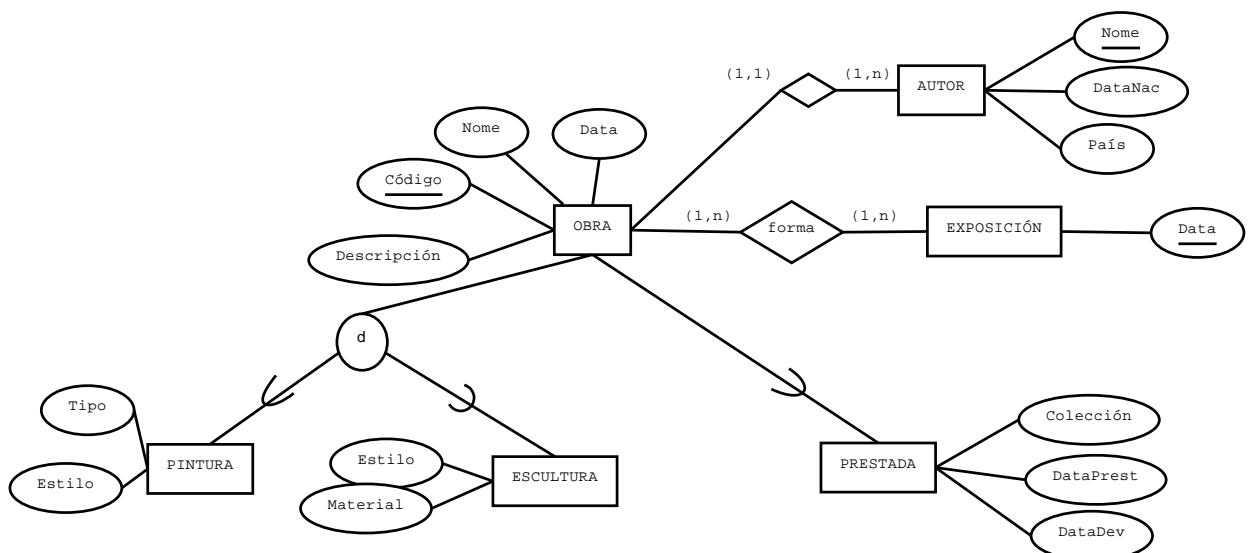 Nome
(1,1)
(1,n)
AUTOR
DataNac
Nome
Data
País
Código
(1,n)
(1,n)
OBRA
forma
EXPOSICIÓN
Data
Descripción
d
Tipo
Colección
PINTURA
Estilo
PRESTADA
Estilo
ESCULTURA
DataPrest
Material
DataDev